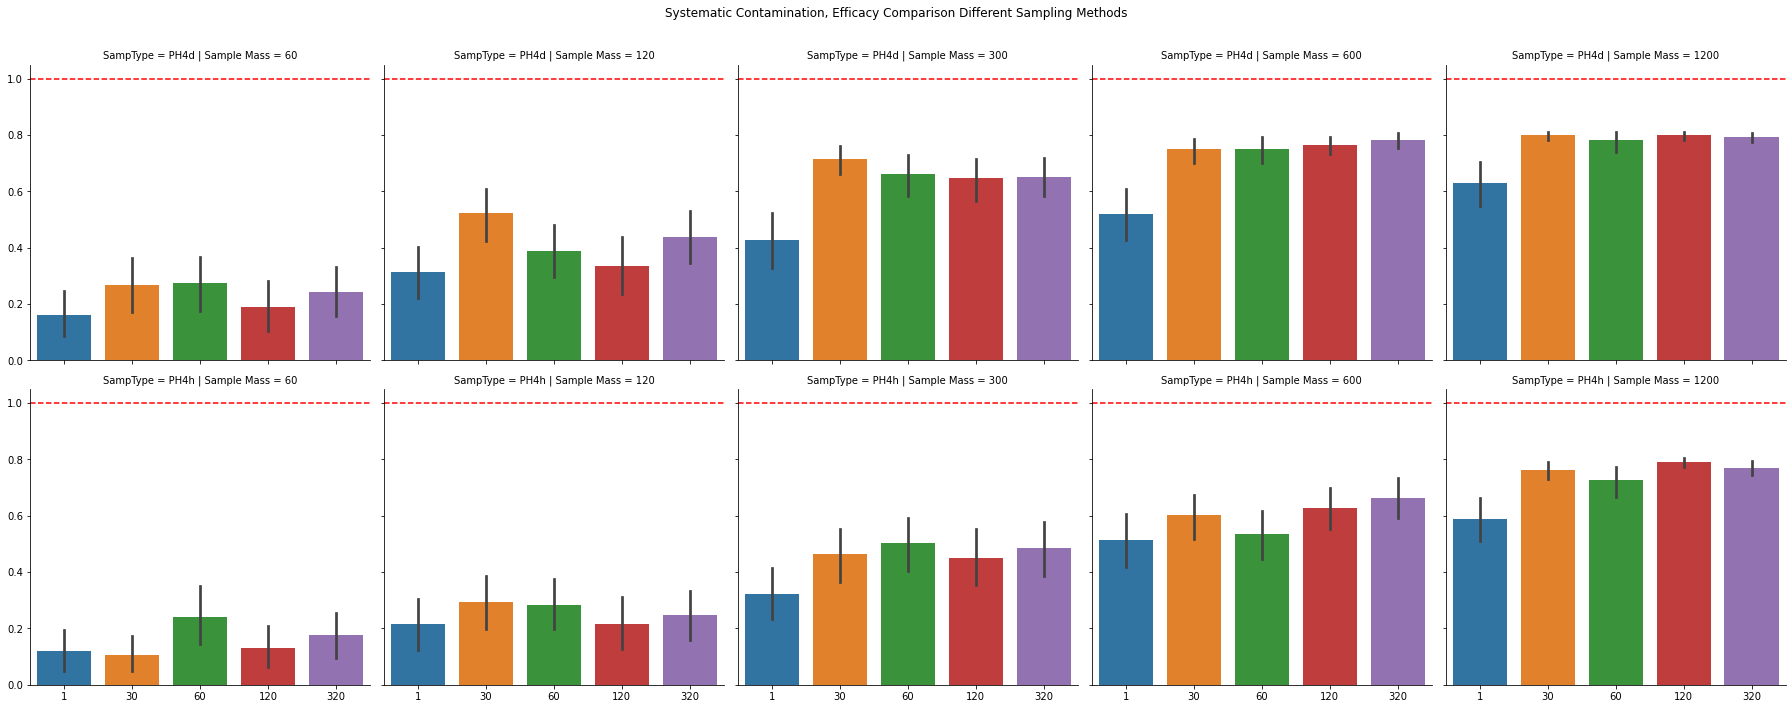 Systematic Contamination, Efficacy Comparison Different Sampling Methods
SampType = PH4d | Sample Mass = 60
SampType = PH4d | Sample Mass = 120
SampType = PH4d | Sample Mass = 300
SampType = PH4d | Sample Mass = 600
SampType = PH4d | Sample Mass = 1200
1.0
0.8
0.6
0.4
0.2
0.0
SampType = PH4h | Sample Mass = 60
SampType = PH4h | Sample Mass = 120
SampType = PH4h | Sample Mass = 300
SampType = PH4h | Sample Mass = 600
SampType = PH4h | Sample Mass = 1200
1.0
0.8
0.6
0.4
0.2
0.0
1 30 60 120 320
1 30 60 120 320
1 30 60 120 320
1 30 60 120 320
1 30 60 120 320